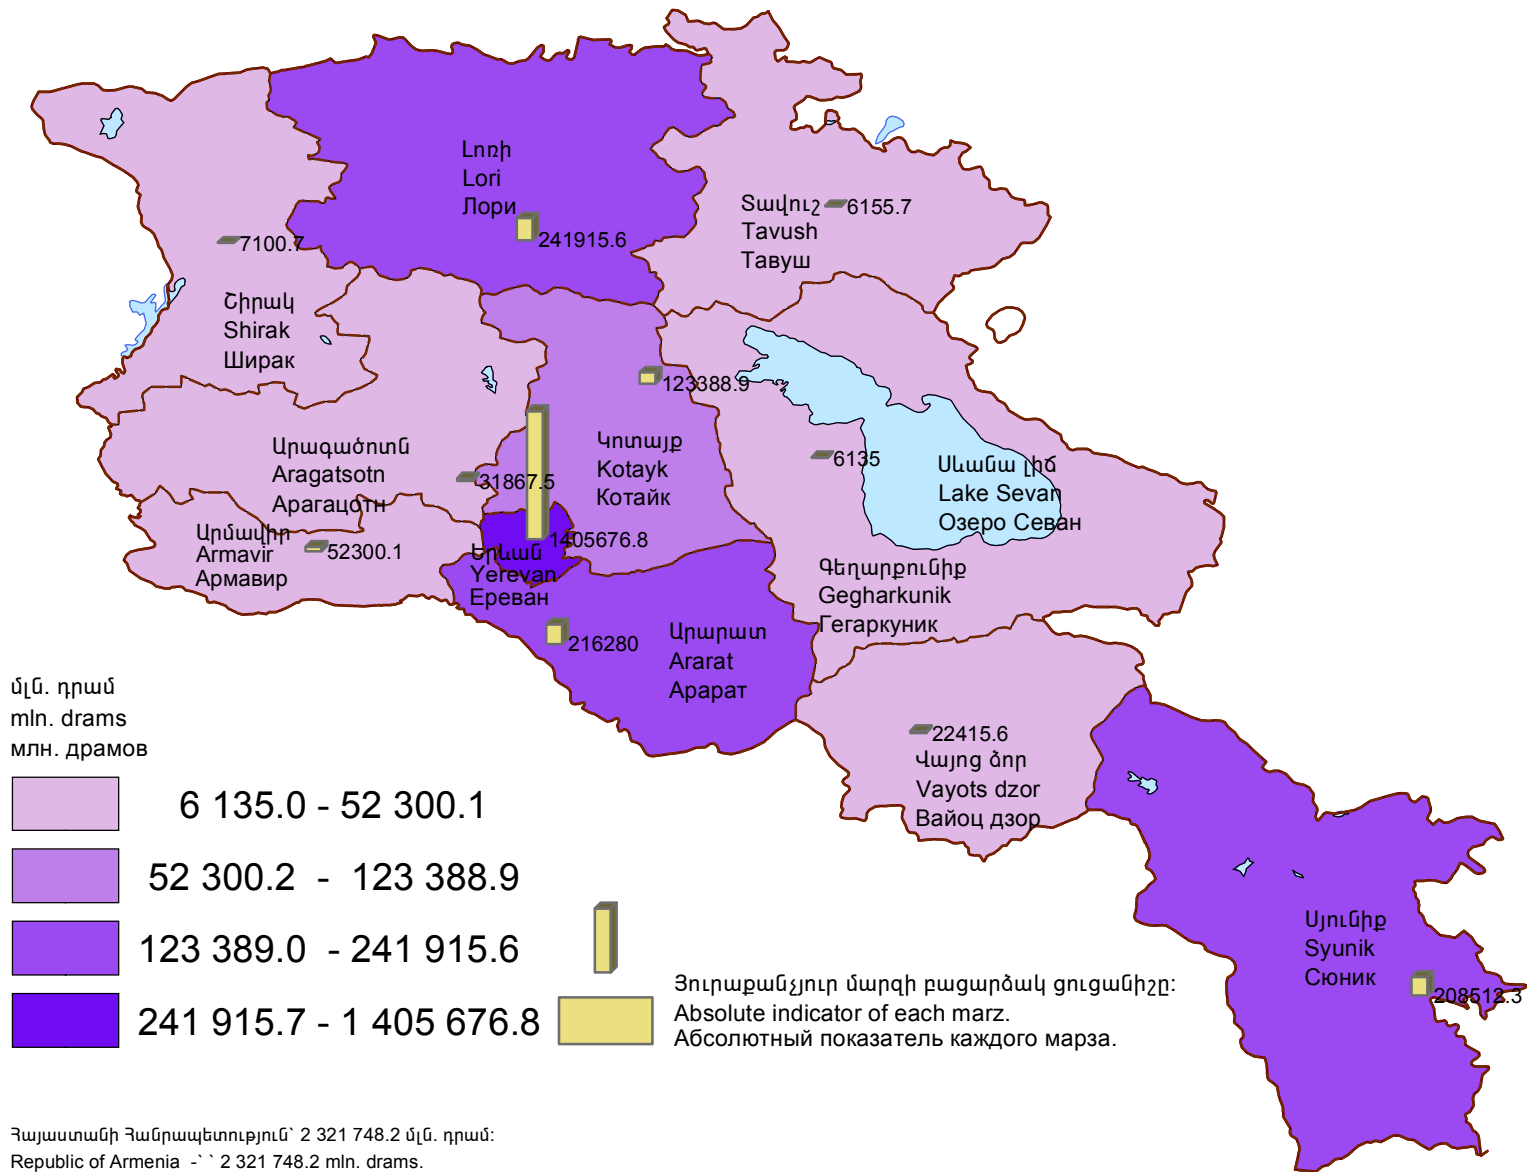 Լոռի
Lori
Лори
241915.6
Տավուշ
Tavush
Тавуш
6155.7
7100.7
Շիրակ
Shirak
Ширак
123388.9
Կոտայք
Kotayk
Котайк
Արագածոտն
Aragatsotn
Арагацотн
31867.5
6135
Սևանա լիճ
Lake Sevan
Озеро Севан
Արմավիր
Armavir
Армавир
52300.1
1405676.8
Երևան
Yerevan
Ереван
Գեղարքունիք
Gegharkunik
Гегаркуник
216280
Արարատ
Ararat
Арарат
22415.6
Վայոց ձոր
Vayots dzor
Вайоц дзор
Սյունիք
Syunik
Сюник
208512.3
մլն. դրամ
mln. drams
млн. драмов
6 135.0 - 52 300.1
52 300.2 - 123 388.9
123 389.0 - 241 915.6
241 915.7 - 1 405 676.8
Յուրաքանչյուր մարզի բացարձակ ցուցանիշը:
Absolute indicator of each marz.
Абсолютный показатель каждого марза.
Հայաստանի Հանրապետություն` 2 321 748.2 մլն. դրամ:
Republic of Armenia -` ` 2 321 748.2 mln. drams.